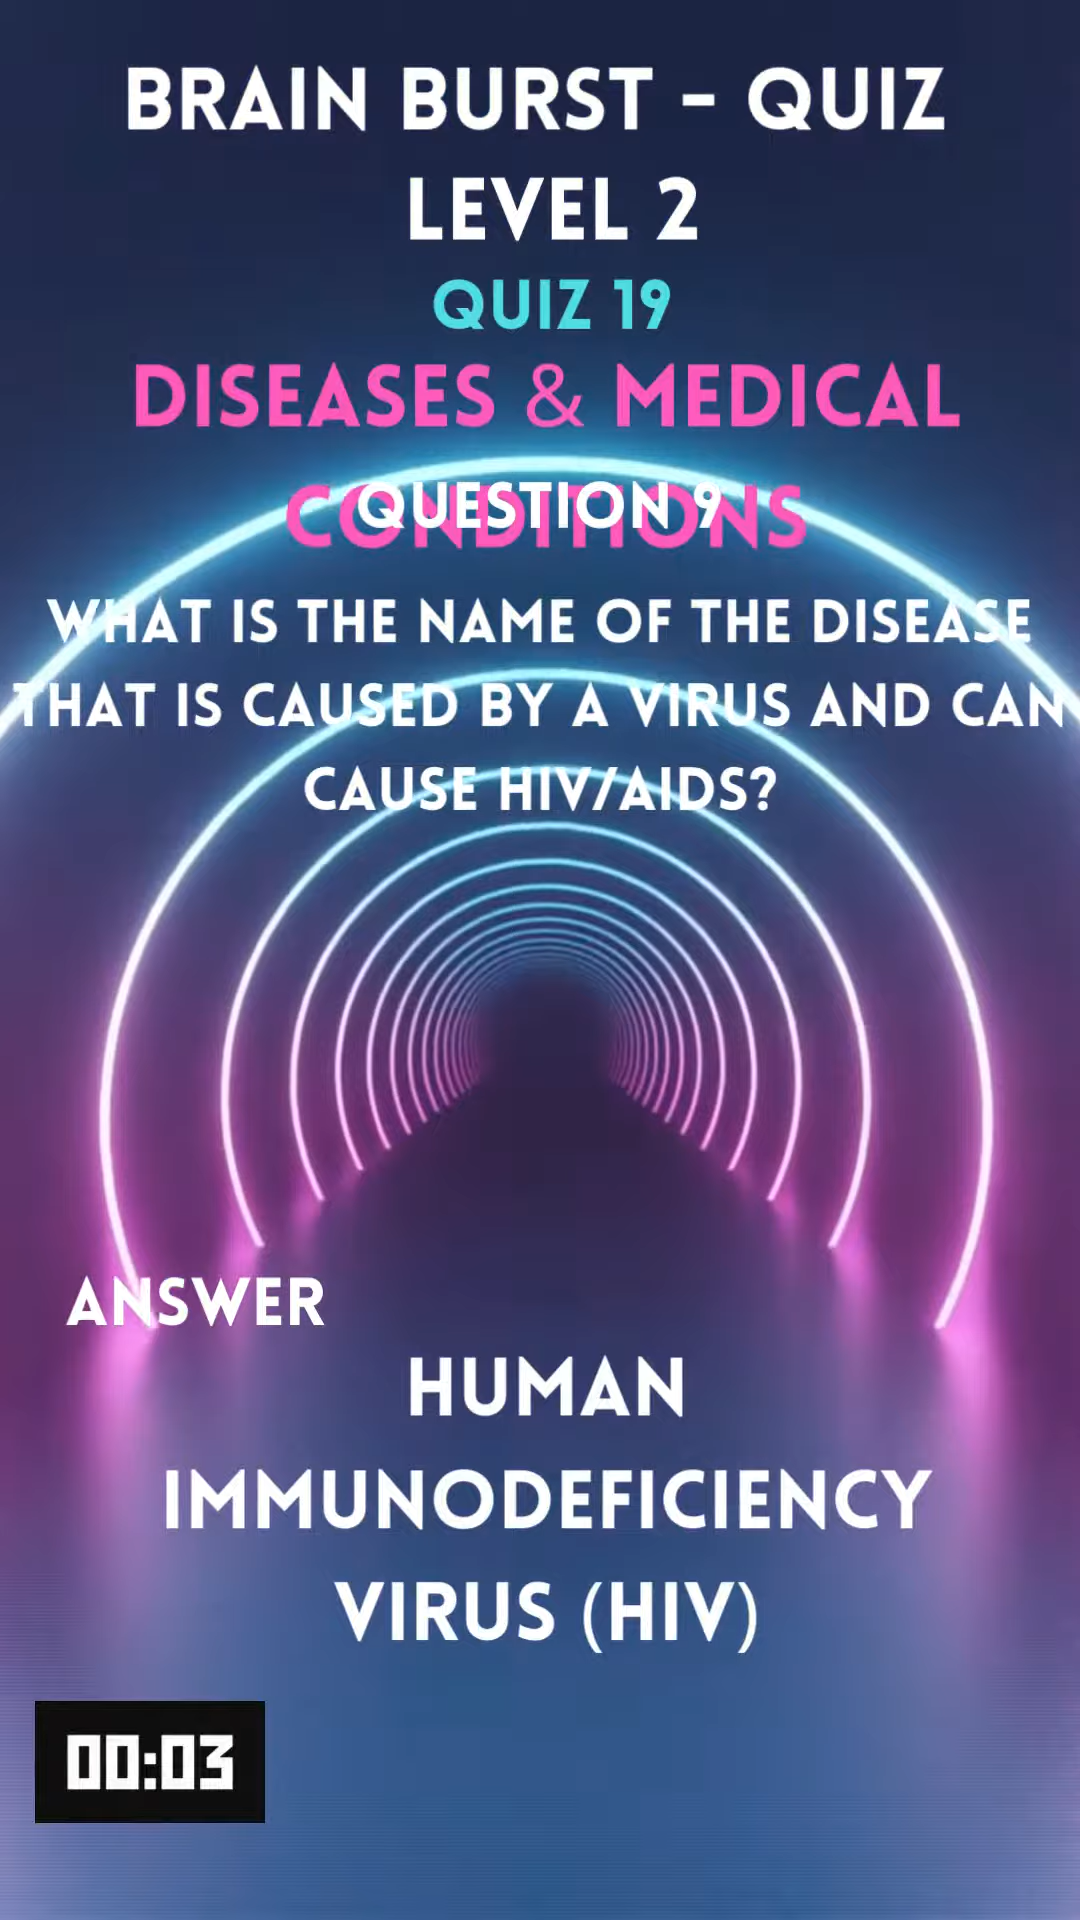 BRAIN BURST - QUIZ
LEVEL 2
QUIZ 19
DISEASES & MEDICAL
CONDITIONS
QUESTION 9
WHAT IS THE NAME OF THE DISEASE
THAT IS CAUSED BY A VIRUS AND CAN
CAUSE HIV/AIDS?
ANSWER
HUMAN
IMMUNODEFICIENCY
VIRUS (HIV)
00:03